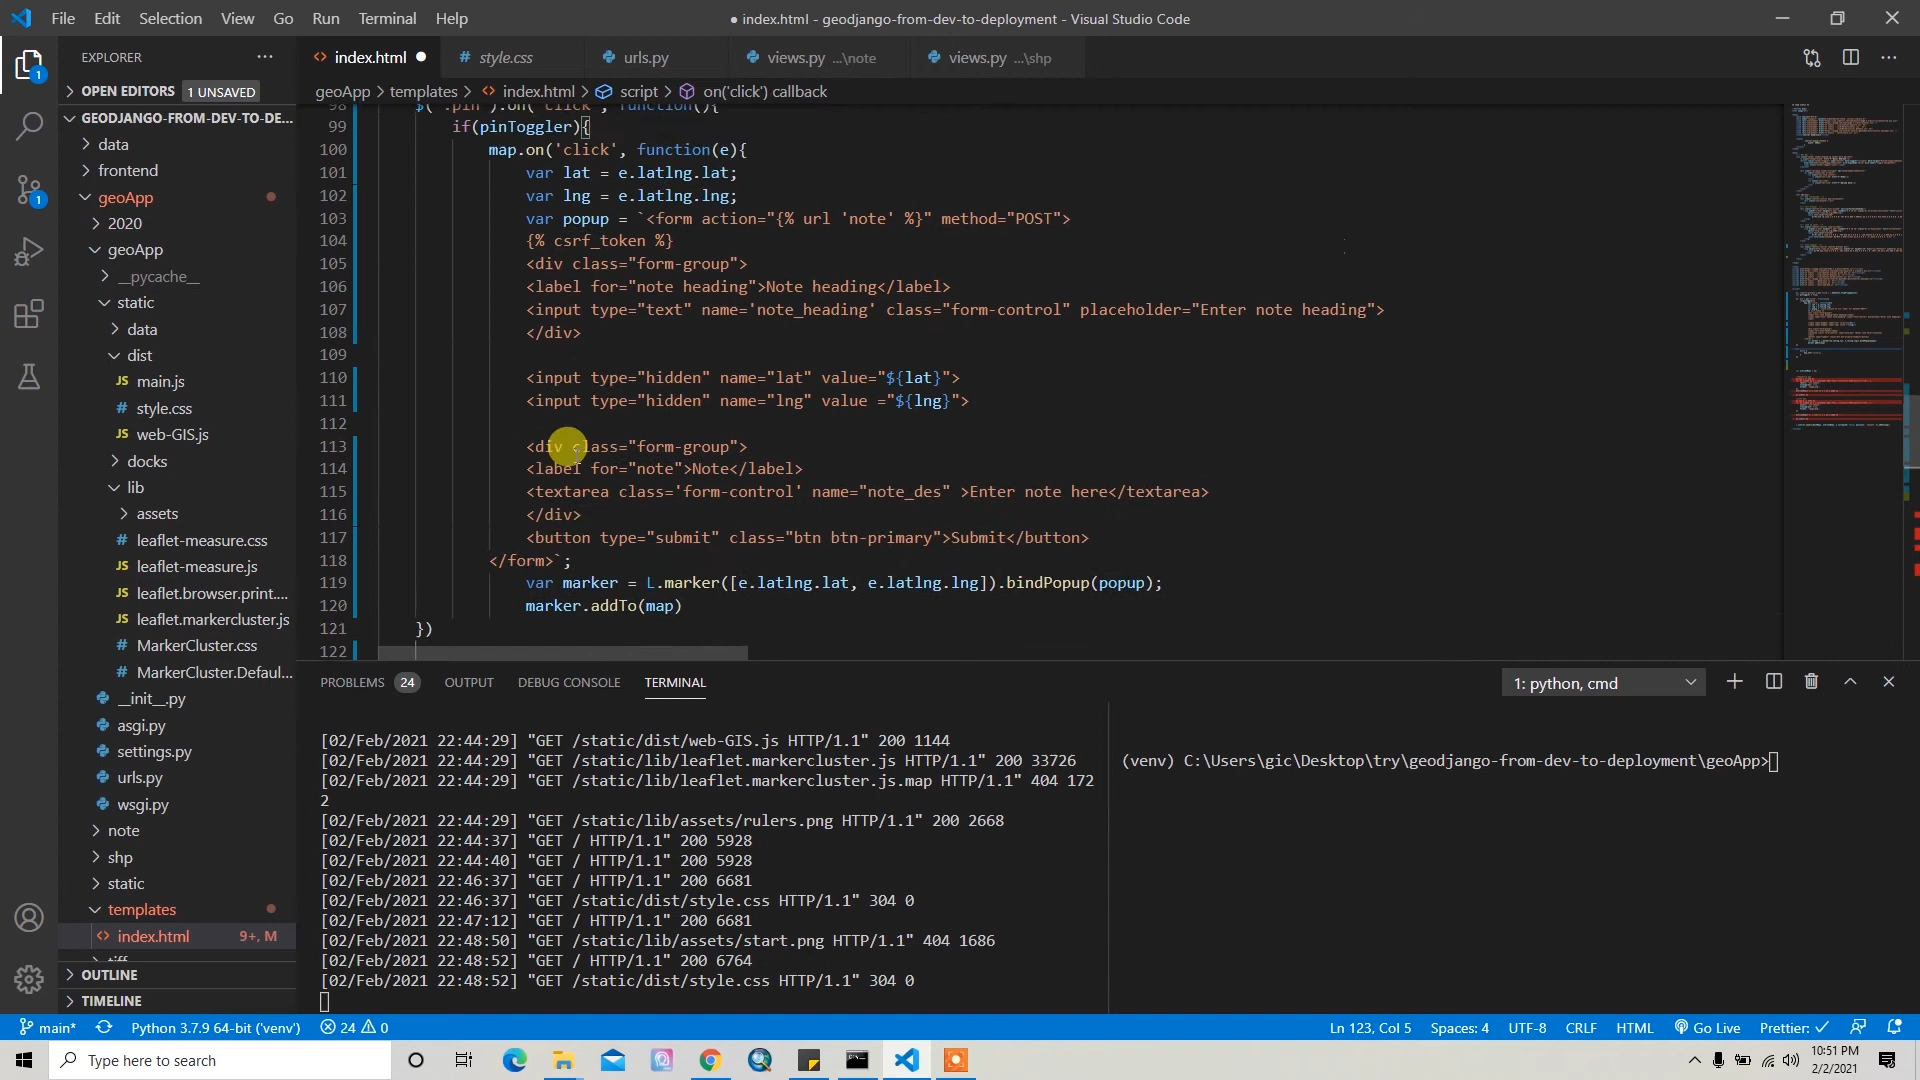 File Edit Selection View Go Run Terminal Help
● index.html - geodjango-from-dev-to-deployment - Visual Studio Code
EXPLORER
index.html
style.css
urls.py
views.py ...\note
views.py ...\shp
OPEN EDITORS 1 UNSAVED
geoApp > templates > index.html > script > on('click') callback
GEODJANGO-FROM-DEV-TO-DE...
data
frontend
geoApp
2020
geoApp
__pycache__
static
data
dist
main.js
style.css
web-GIS.js
docks
lib
assets
leaflet-measure.css
leaflet-measure.js
leaflet.browser.print....
leaflet.markercluster.js
MarkerCluster.css
MarkerCluster.Defaul...
__init__.py
asgi.py
settings.py
urls.py
wsgi.py
note
shp
static
templates
index.html 9+, M
OUTLINE
TIMELINE
98 $('.pin').on('click', function(){
99 if(pinToggler){
100 map.on('click', function(e){
101 var lat = e.latlng.lat;
102 var lng = e.latlng.lng;
103 var popup = `<form action="{% url 'note' %}" method="POST">
104 {% csrf_token %}
105 <div class="form-group">
106 <label for="note heading">Note heading</label>
107 <input type="text" name='note_heading' class="form-control" placeholder="Enter note heading">
108 </div>
109
110 <input type="hidden" name="lat" value="${lat}">
111 <input type="hidden" name="lng" value ="${lng}">
112
113 <div class="form-group">
114 <label for="note">Note</label>
115 <textarea class='form-control' name="note_des" >Enter note here</textarea>
116 </div>
117 <button type="submit" class="btn btn-primary">Submit</button>
118 </form>`;
119 var marker = L.marker([e.latlng.lat, e.latlng.lng]).bindPopup(popup);
120 marker.addTo(map)
121 })
122
PROBLEMS 24 OUTPUT DEBUG CONSOLE TERMINAL
1: python, cmd
[02/Feb/2021 22:44:29] "GET /static/dist/web-GIS.js HTTP/1.1" 200 1144
[02/Feb/2021 22:44:29] "GET /static/lib/leaflet.markercluster.js HTTP/1.1" 200 33726
[02/Feb/2021 22:44:29] "GET /static/lib/leaflet.markercluster.js.map HTTP/1.1" 404 172
2
[02/Feb/2021 22:44:29] "GET /static/lib/assets/rulers.png HTTP/1.1" 200 2668
[02/Feb/2021 22:44:37] "GET / HTTP/1.1" 200 5928
[02/Feb/2021 22:44:40] "GET / HTTP/1.1" 200 5928
[02/Feb/2021 22:46:37] "GET / HTTP/1.1" 200 6681
[02/Feb/2021 22:46:37] "GET /static/dist/style.css HTTP/1.1" 304 0
[02/Feb/2021 22:47:12] "GET / HTTP/1.1" 200 6681
[02/Feb/2021 22:48:50] "GET /static/lib/assets/start.png HTTP/1.1" 404 1686
[02/Feb/2021 22:48:52] "GET / HTTP/1.1" 200 6764
[02/Feb/2021 22:48:52] "GET /static/dist/style.css HTTP/1.1" 304 0
(venv) C:\Users\gic\Desktop\try\geodjango-from-dev-to-deployment\geoApp>
main* Python 3.7.9 64-bit ('venv') 24 0
Ln 123, Col 5 Spaces: 4 UTF-8 CRLF HTML Go Live Prettier: ✓
Type here to search
10:51 PM
2/2/2021